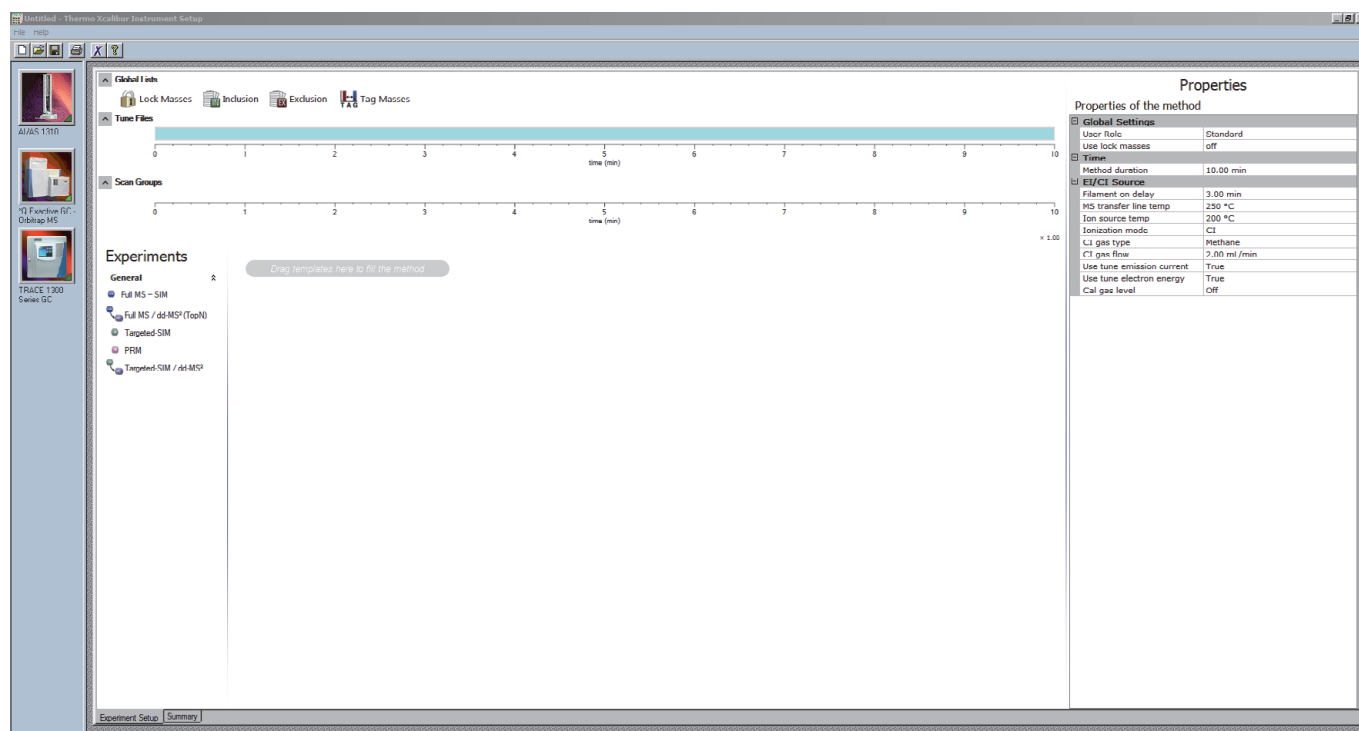 Untitled - Thermo Xcalibur Instrument Setup
File Help
AI/AS 1310
Q Exactive GC - Orbitrap MS
TRACE 1300 Series GC
Global Lists
Lock Masses Inclusion Exclusion Tag Masses
Tune Files
0 1 2 3 4 5 6 7 8 9 10
time (min)
Scan Groups
0 1 2 3 4 5 6 7 8 9 10
time (min)
× 1.00
Experiments
General
Full MS – SIM
Full MS / dd-MS² (TopN)
Targeted-SIM
PRM
Targeted-SIM / dd-MS²
Drag templates here to fill the method
Properties
Properties of the method
Global Settings
User Role Standard
Use lock masses off
Time
Method duration 10.00 min
EI/CI Source
Filament on delay 3.00 min
MS transfer line temp 250 °C
Ion source temp 200 °C
Ionization mode CI
CI gas type Methane
CI gas flow 2.00 mL/min
Use tune emission current True
Use tune electron energy True
Cal gas level Off
Experiment Setup Summary